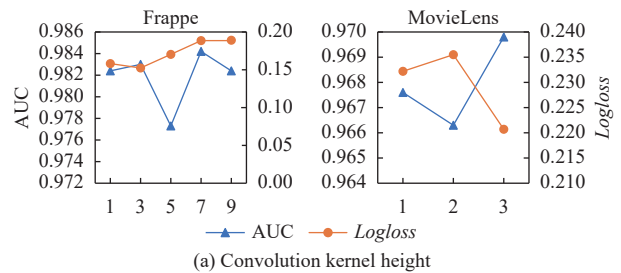 Frappe
MovieLens
0.986 0.20 0.970 0.240
0.984 0.969 0.235
0.982 0.15 0.968 0.230
0.980 0.10 0.967 0.225
0.978 0.966 0.220
0.976 0.05 0.965 0.215
0.974
0.972 0.00 0.964 0.210
AUC
Logloss
1 3 5 7 9
1 2 3
AUC Logloss
(a) Convolution kernel height